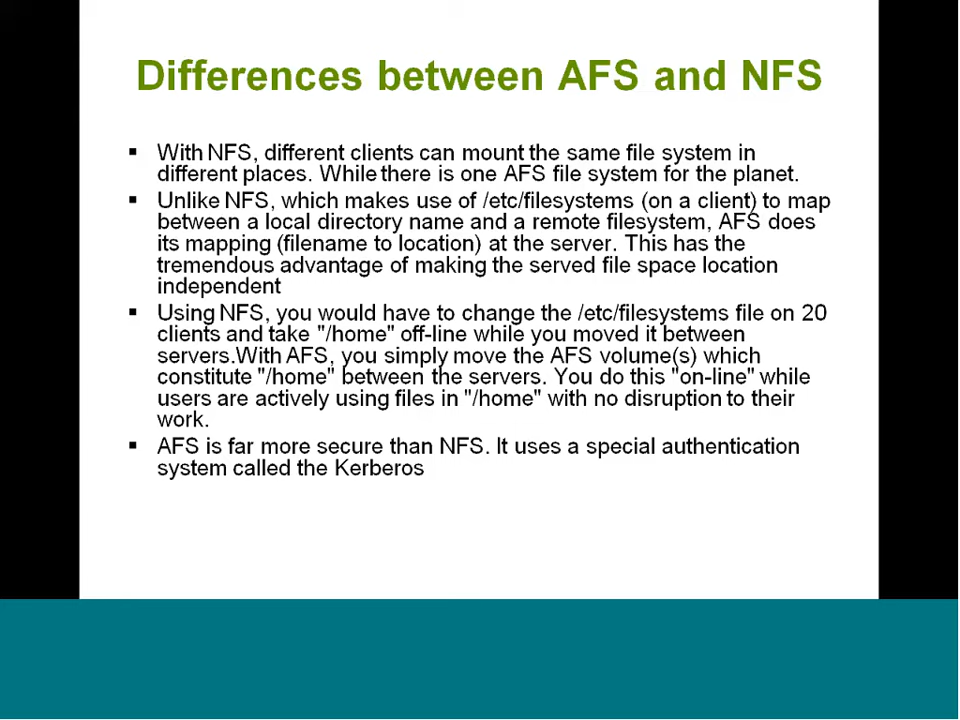 Differences between AFS and NFS
▪ With NFS, different clients can mount the same file system in
different places. While there is one AFS file system for the planet.
▪ Unlike NFS, which makes use of /etc/filesystems (on a client) to map
between a local directory name and a remote filesystem, AFS does
its mapping (filename to location) at the server. This has the
tremendous advantage of making the served file space location
independent
▪ Using NFS, you would have to change the /etc/filesystems file on 20
clients and take "/home" off-line while you moved it between
servers.With AFS, you simply move the AFS volume(s) which
constitute "/home" between the servers. You do this "on-line" while
users are actively using files in "/home" with no disruption to their
work.
▪ AFS is far more secure than NFS. It uses a special authentication
system called the Kerberos